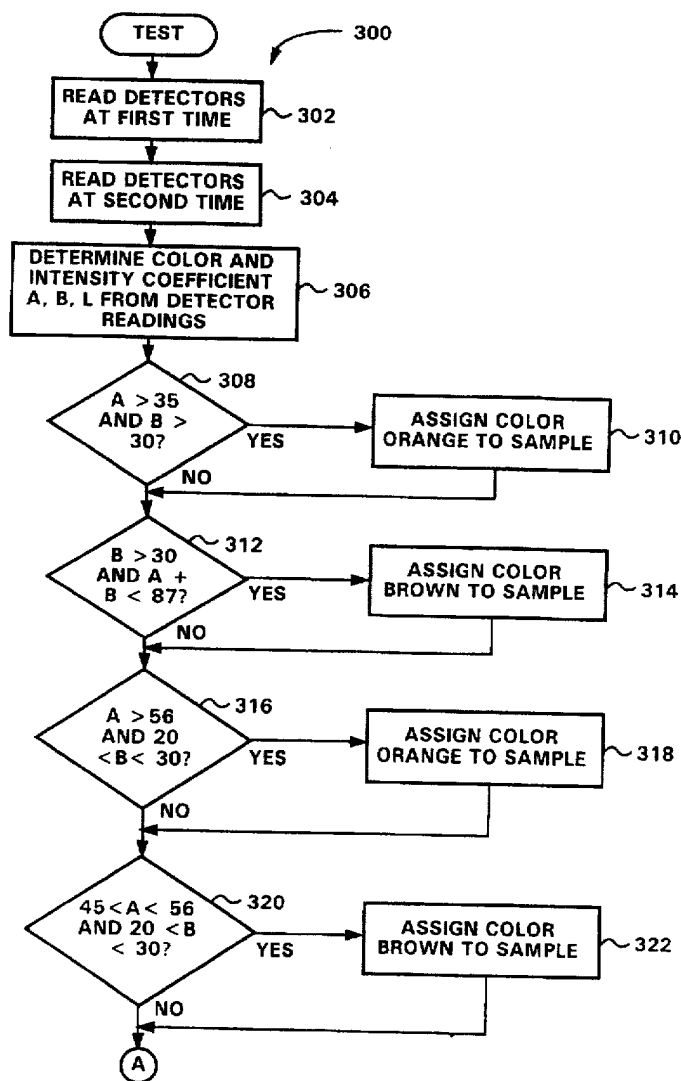 TEST
300
READ DETECTORS
AT FIRST TIME
302
READ DETECTORS
AT SECOND TIME
304
DETERMINE COLOR AND
INTENSITY COEFFICIENT
A, B, L FROM DETECTOR
READINGS
306
308
A > 35
AND B >
30?
YES
ASSIGN COLOR
ORANGE TO SAMPLE
310
NO
312
B > 30
AND A +
B < 87?
YES
ASSIGN COLOR
BROWN TO SAMPLE
314
NO
316
A > 56
AND 20
<B< 30?
YES
ASSIGN COLOR
ORANGE TO SAMPLE
318
NO
320
45<A< 56
AND 20 <B
< 30?
YES
ASSIGN COLOR
BROWN TO SAMPLE
322
NO
A